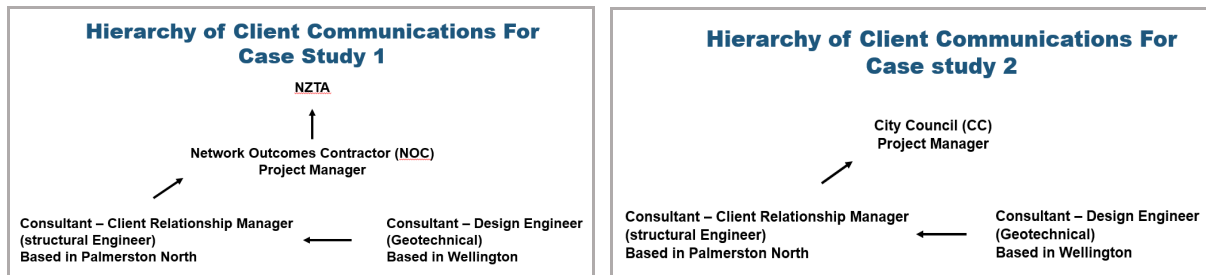 Hierarchy of Client Communications For
Case Study 1
NZTA
Network Outcomes Contractor (NOC)
Project Manager
Consultant – Client Relationship Manager
(structural Engineer)
Based in Palmerston North
Consultant – Design Engineer
(Geotechnical)
Based in Wellington
Hierarchy of Client Communications For
Case study 2
City Council (CC)
Project Manager
Consultant – Client Relationship Manager
(structural Engineer)
Based in Palmerston North
Consultant – Design Engineer
(Geotechnical)
Based in Wellington